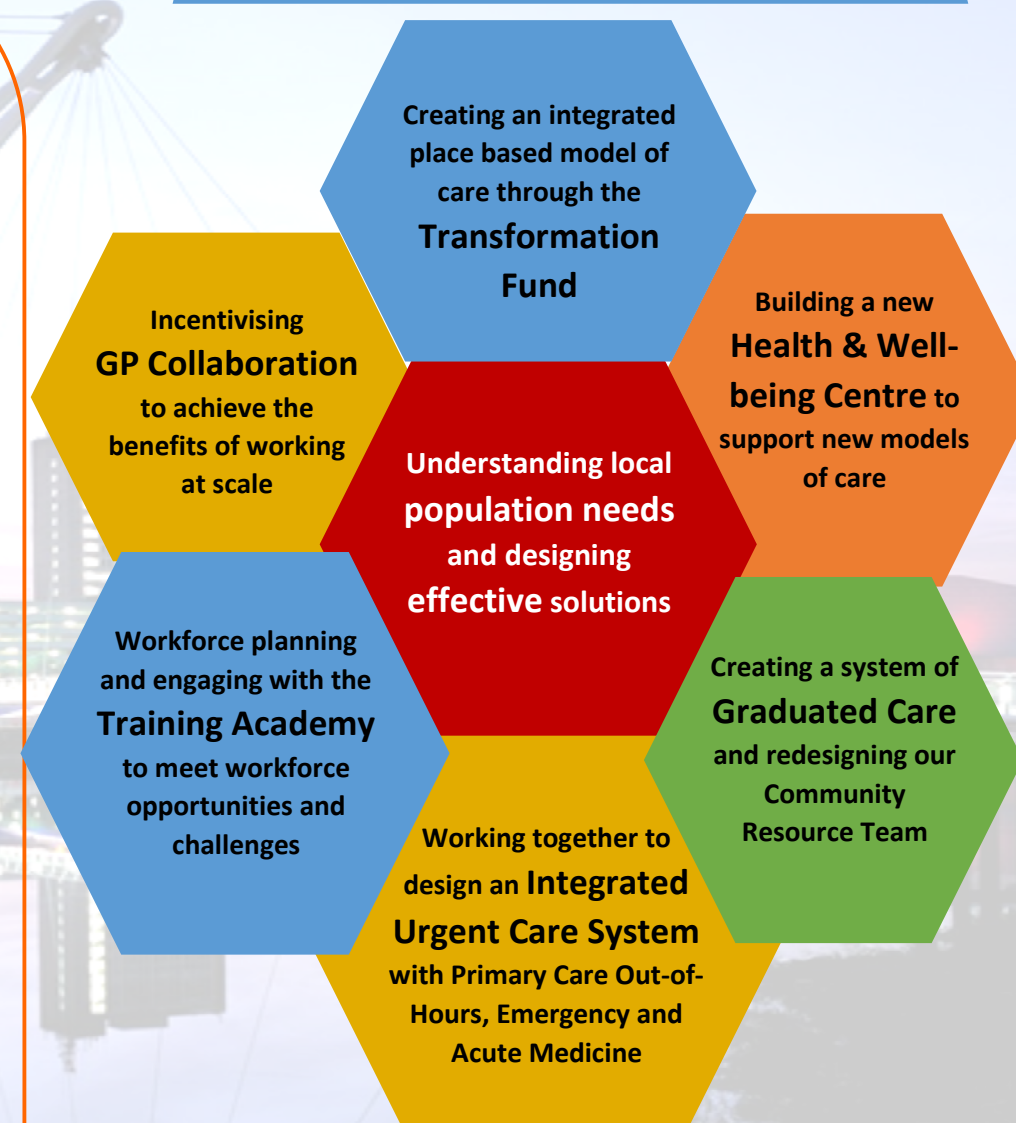 Creating an integrated
place based model of
care through the
Transformation
Fund
Incentivising
GP Collaboration
to achieve the
benefits of working
at scale
Building a new
Health & Well-
being Centre to
support new models
of care
Understanding local
population needs
and designing
effective solutions
Workforce planning
and engaging with the
Training Academy
to meet workforce
opportunities and
challenges
Creating a system of
Graduated Care
and redesigning our
Community
Resource Team
Working together to
design an Integrated
Urgent Care System
with Primary Care Out-of-
Hours, Emergency and
Acute Medicine